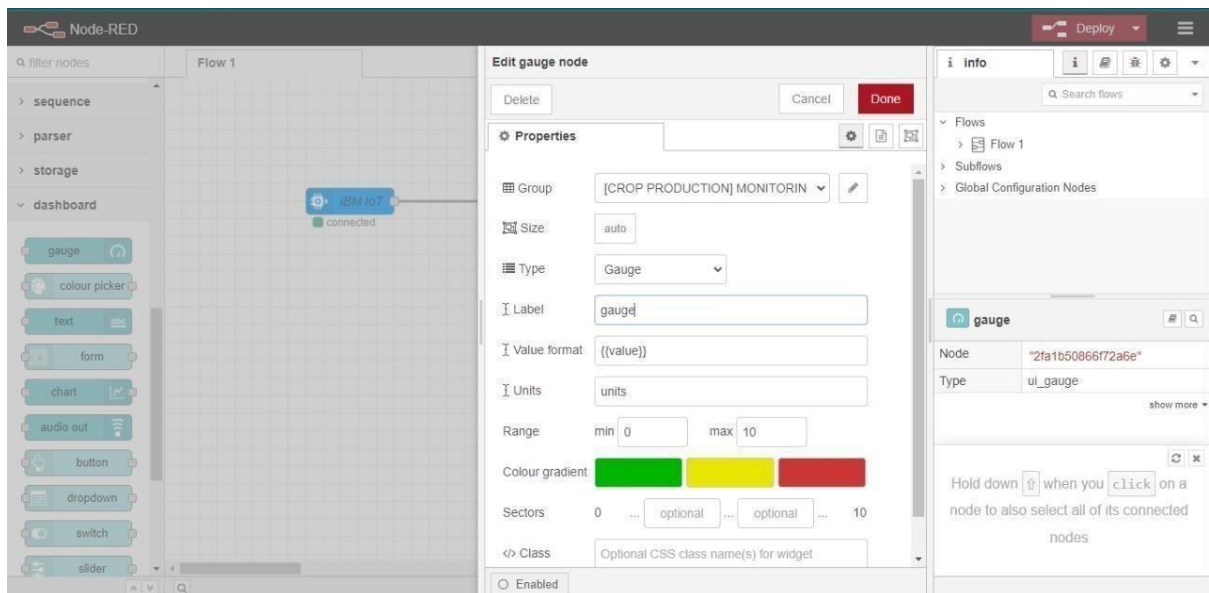 Node-RED
Deploy
filter nodes
sequence
parser
storage
dashboard
gauge
colour picker
text
abc
form
chart
audio out
button
dropdown
switch
slider
Flow 1
IBM IoT
connected
Edit gauge node
Delete
Cancel
Done
Properties
Group
[CROP PRODUCTION] MONITORIN
Size
auto
Type
Gauge
Label
gauge
Value format
{{value}}
Units
units
Range
min 0
max 10
Colour gradient
Sectors
0 ... optional ... optional ... 10
</> Class
Optional CSS class name(s) for widget
Enabled
i info
i
Search flows
Flows
Flow 1
Subflows
Global Configuration Nodes
gauge
Node "2fa1b50866f72a6e"
Type ui_gauge
show more
Hold down ⇧ when you click on a
node to also select all of its connected
nodes